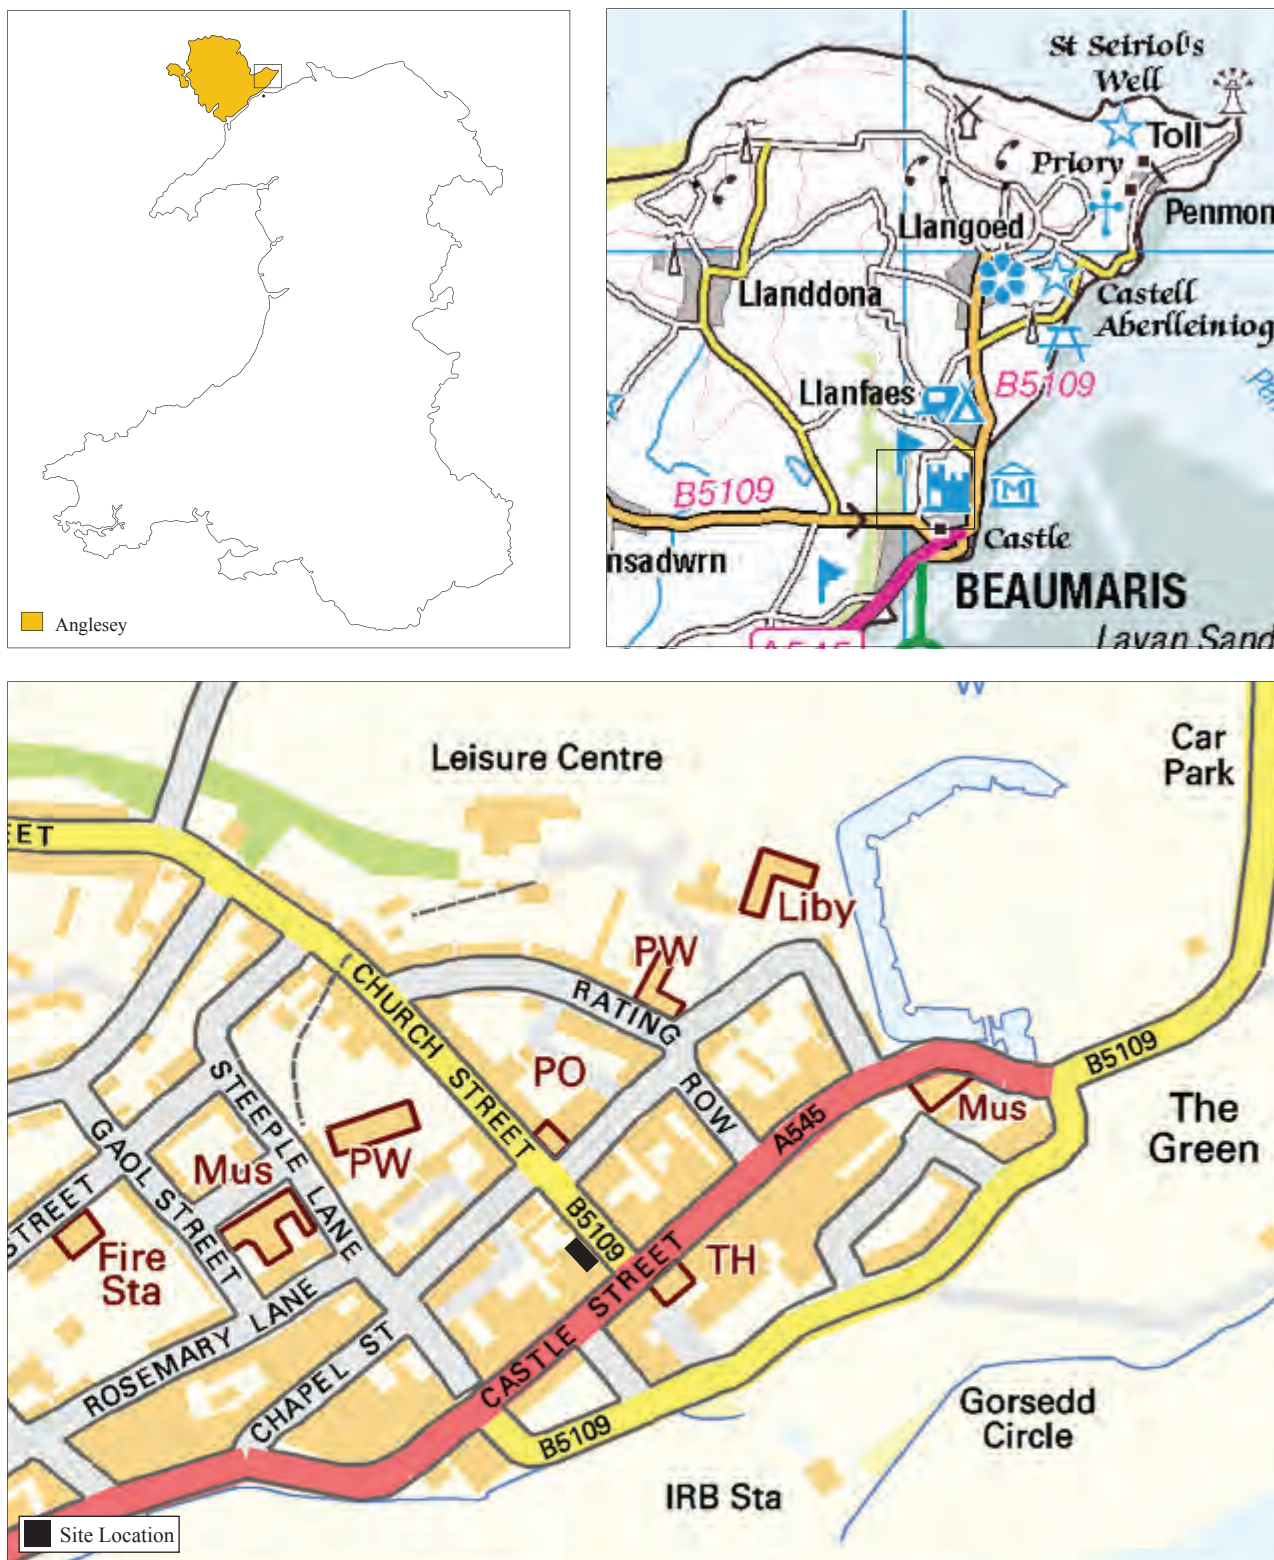 Anglesey
St Seiriol's
Well
Toll
Priory
Penmon
Llangoed
Llanddona
Castell
Aberlleiniog
Llanfaes
B5109
B5109
Castle
nsadwrn
BEAUMARIS
Lavan Sand
A545
W
Leisure Centre
Car
Park
EET
Liby
PW
RATING
ROW
CHURCH STREET
PO
B5109
A545
Mus
The
Green
STEEPLE LANE
PW
GAOL STREET
Mus
STREET
Fire
Sta
B5109
TH
CASTLE STREET
ROSEMARY LANE
CHAPEL ST
B5109
Gorsedd
Circle
IRB Sta
Site Location